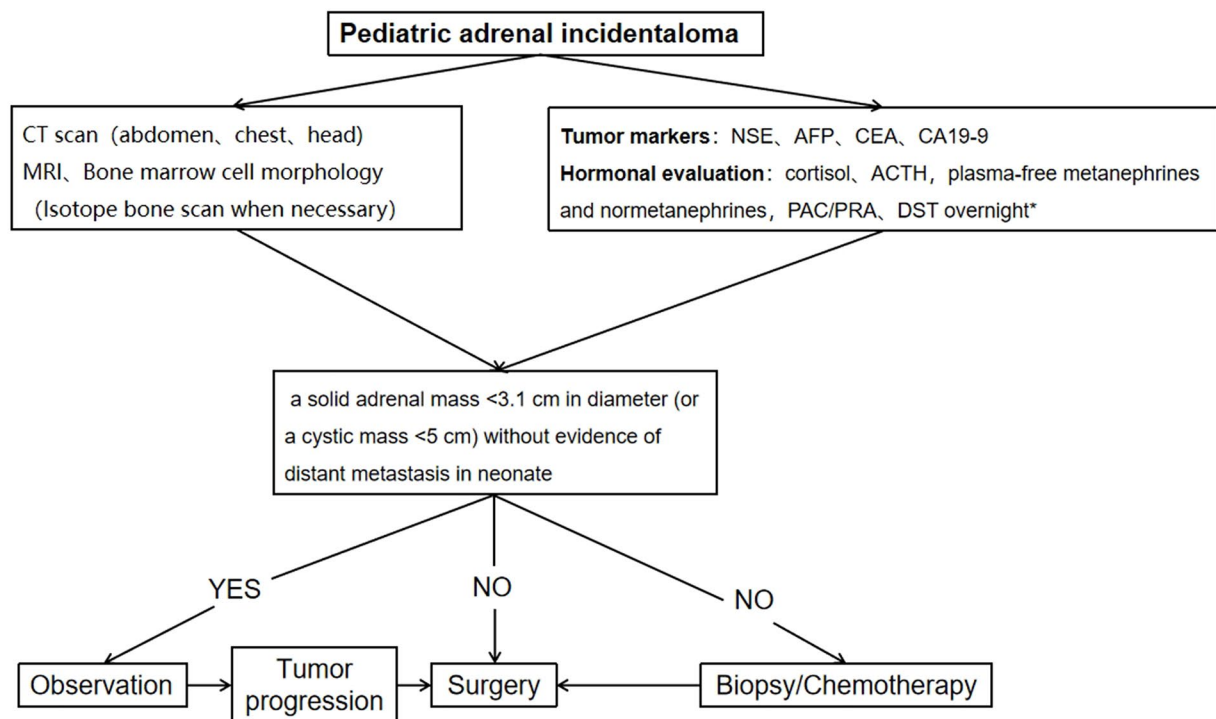 Pediatric adrenal incidentaloma
CT scan（abdomen、chest、head）
MRI、Bone marrow cell morphology
（Isotope bone scan when necessary）
Tumor markers：NSE、AFP、CEA、CA19-9
Hormonal evaluation：cortisol、ACTH，plasma-free metanephrines
and normetanephrines，PAC/PRA、DST overnight*
a solid adrenal mass <3.1 cm in diameter (or
a cystic mass <5 cm) without evidence of
distant metastasis in neonate
YES
NO
NO
Observation
Tumor
progression
Surgery
Biopsy/Chemotherapy